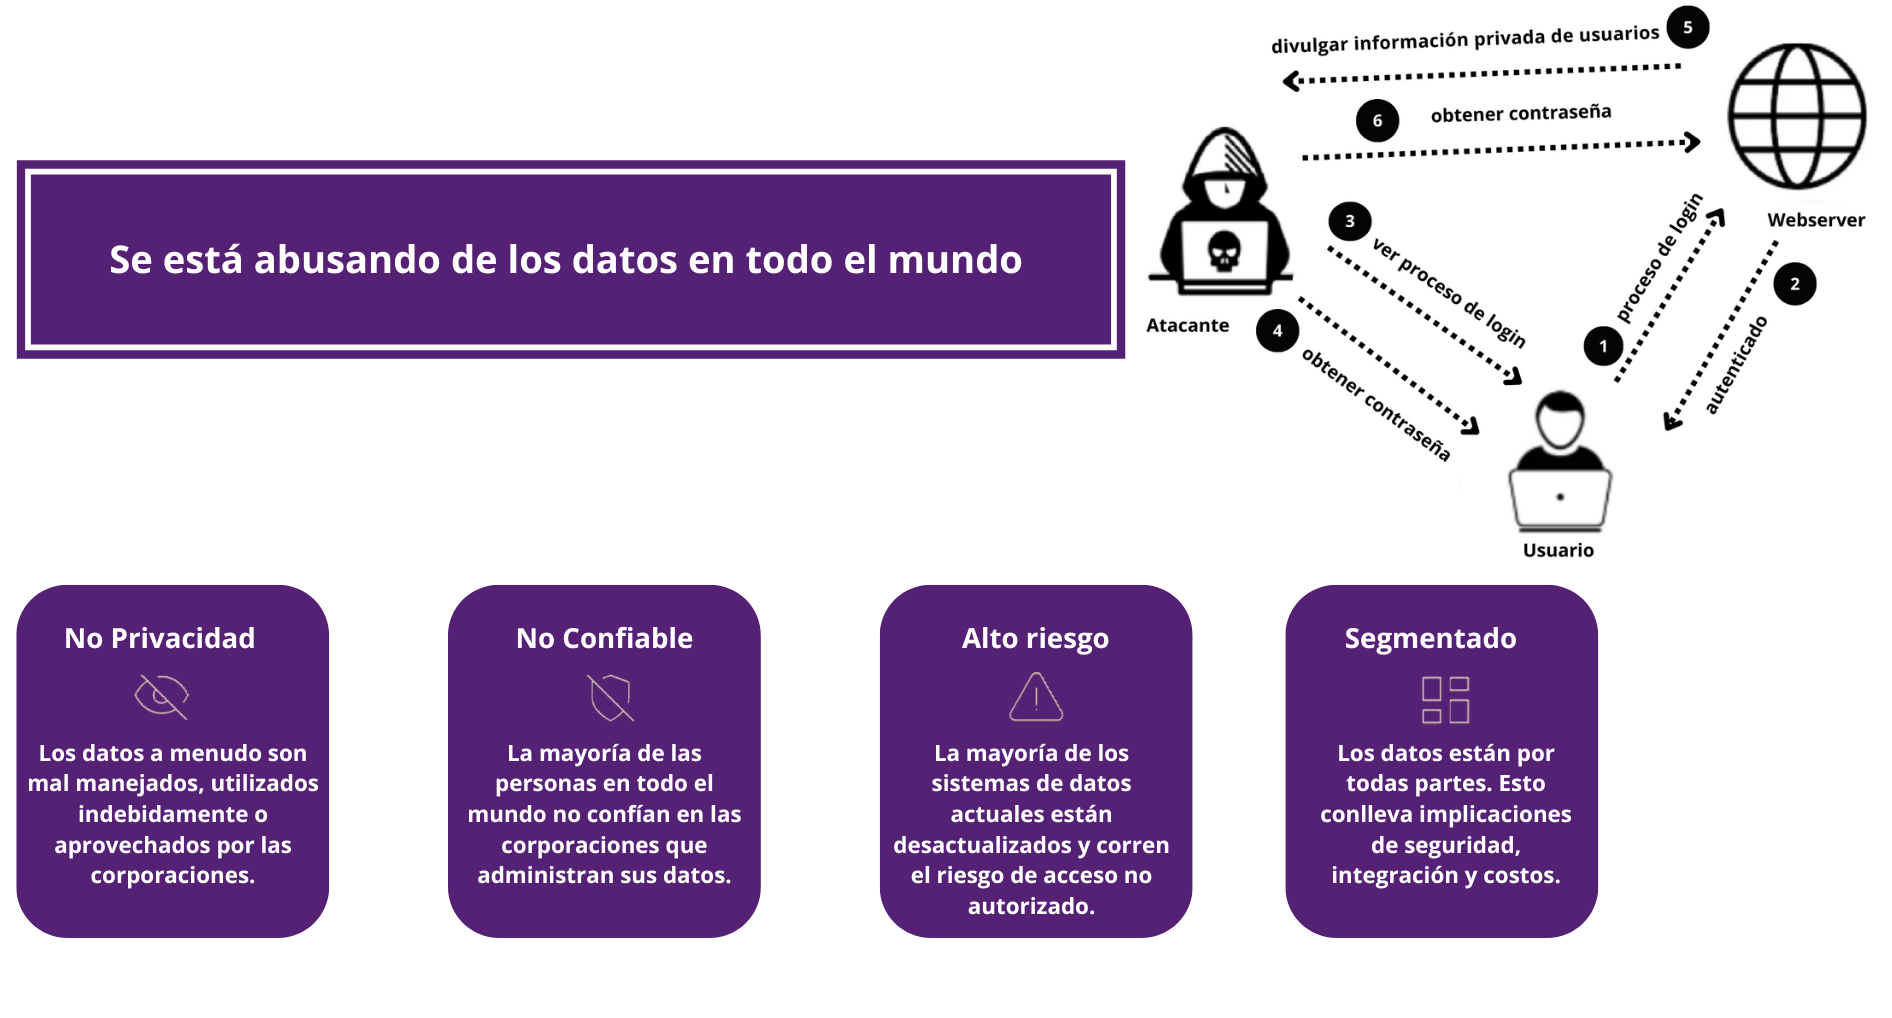 Se está abusando de los datos en todo el mundo
5
divulgar información privada de usuarios
6
obtener contraseña
Webserver
3
ver proceso de login
proceso de login
2
Atacante
4
obtener contraseña
1
autenticado
Usuario
No Privacidad
Los datos a menudo son
mal manejados, utilizados
indebidamente o
aprovechados por las
corporaciones.
No Confiable
La mayoría de las
personas en todo el
mundo no confían en las
corporaciones que
administran sus datos.
Alto riesgo
La mayoría de los
sistemas de datos
actuales están
desactualizados y corren
el riesgo de acceso no
autorizado.
Segmentado
Los datos están por
todas partes. Esto
conlleva implicaciones
de seguridad,
integración y costos.